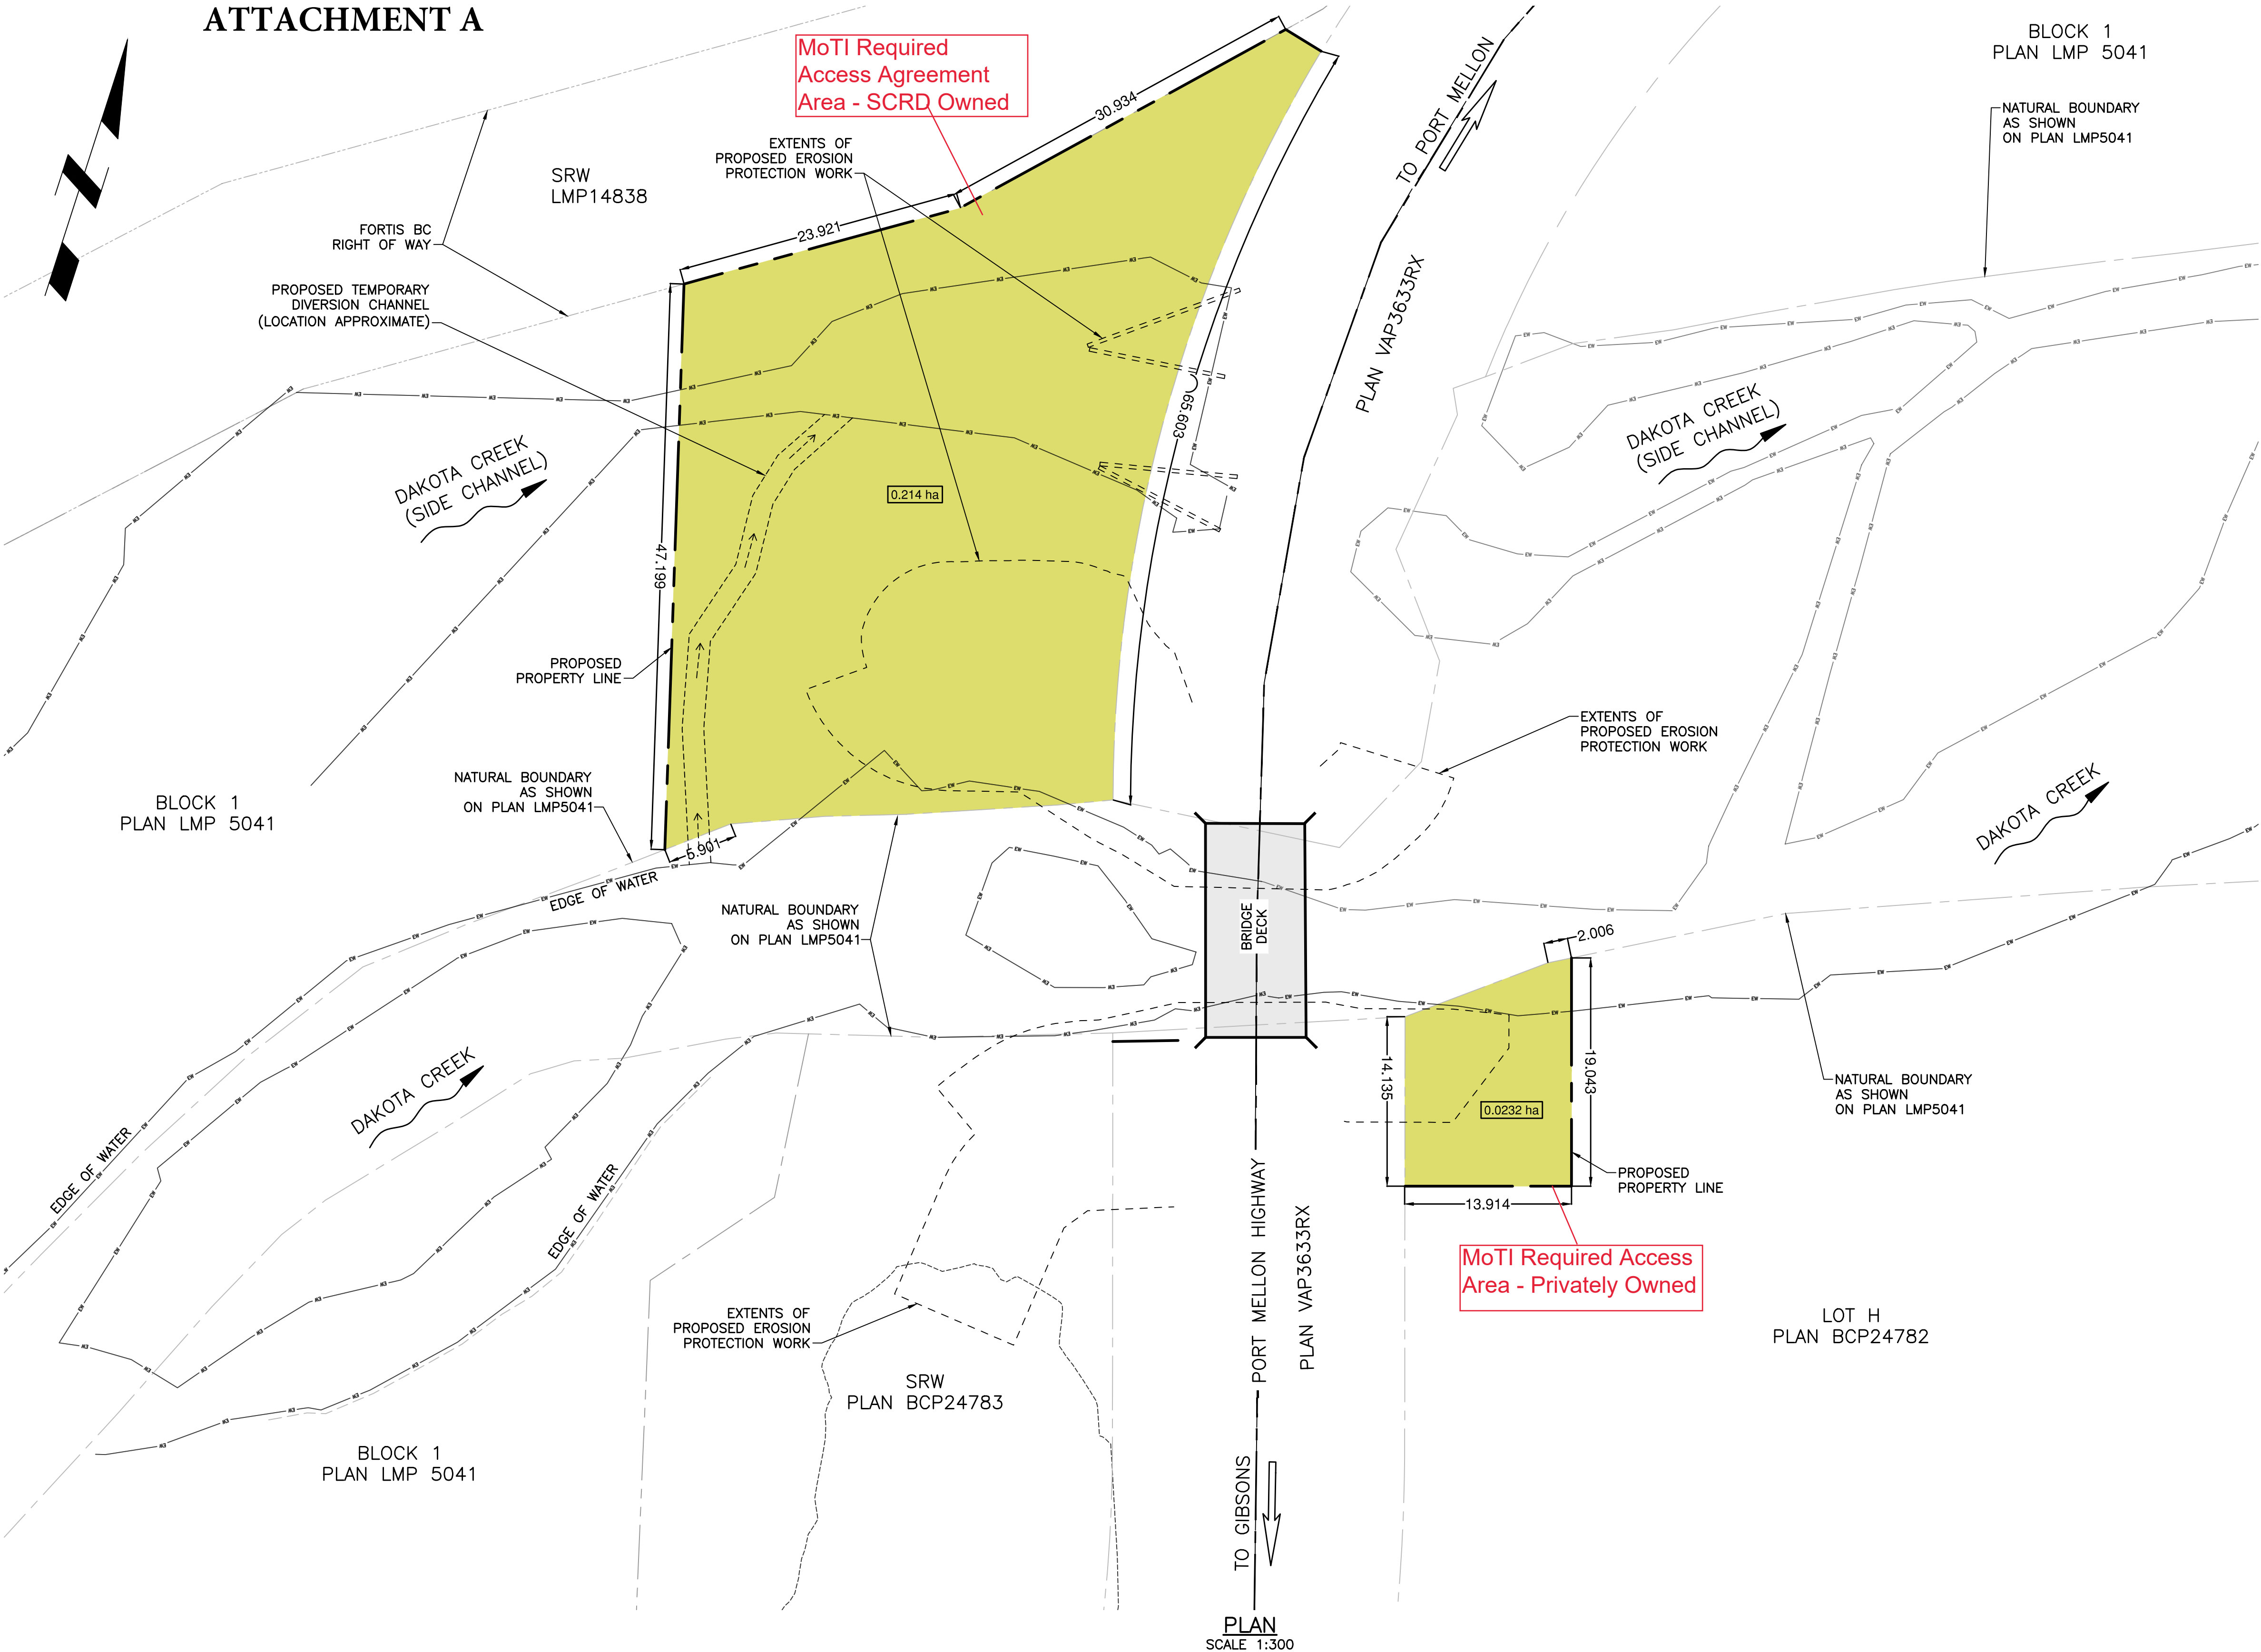 ATTACHMENT A
MoTI Required
Access Agreement
Area - SCRD Owned
BLOCK 1
PLAN LMP 5041
NATURAL BOUNDARY
AS SHOWN
ON PLAN LMP5041
30.934
TO PORT MELLON
EXTENTS OF
PROPOSED EROSION
PROTECTION WORK
SRW
LMP14838
FORTIS BC
RIGHT OF WAY
23.921
PROPOSED TEMPORARY
DIVERSION CHANNEL
(LOCATION APPROXIMATE)
PLAN VAP3633RX
65.603
DAKOTA CREEK
(SIDE CHANNEL)
DAKOTA CREEK
(SIDE CHANNEL)
0.214 ha
47.199
PROPOSED
PROPERTY LINE
EXTENTS OF
PROPOSED EROSION
PROTECTION WORK
NATURAL BOUNDARY
AS SHOWN
ON PLAN LMP5041
BLOCK 1
PLAN LMP 5041
DAKOTA CREEK
5.901
EDGE OF WATER
NATURAL BOUNDARY
AS SHOWN
ON PLAN LMP5041
BRIDGE
DECK
2.006
14.135
19.043
0.0232 ha
NATURAL BOUNDARY
AS SHOWN
ON PLAN LMP5041
DAKOTA CREEK
EDGE OF WATER
EDGE OF WATER
PROPOSED
PROPERTY LINE
13.914
MoTI Required Access
Area - Privately Owned
PORT MELLON HIGHWAY
PLAN VAP3633RX
EXTENTS OF
PROPOSED EROSION
PROTECTION WORK
LOT H
PLAN BCP24782
SRW
PLAN BCP24783
BLOCK 1
PLAN LMP 5041
TO GIBSONS
PLAN
SCALE 1:300